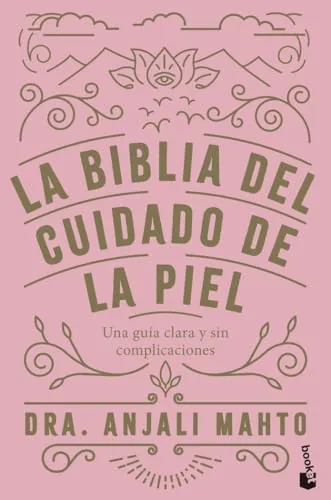 LA BIBLIA DEL
CUIDADO DE
LA PIEL
Una guía clara y sin
complicaciones
DRA. ANJALI MAHTO
booket